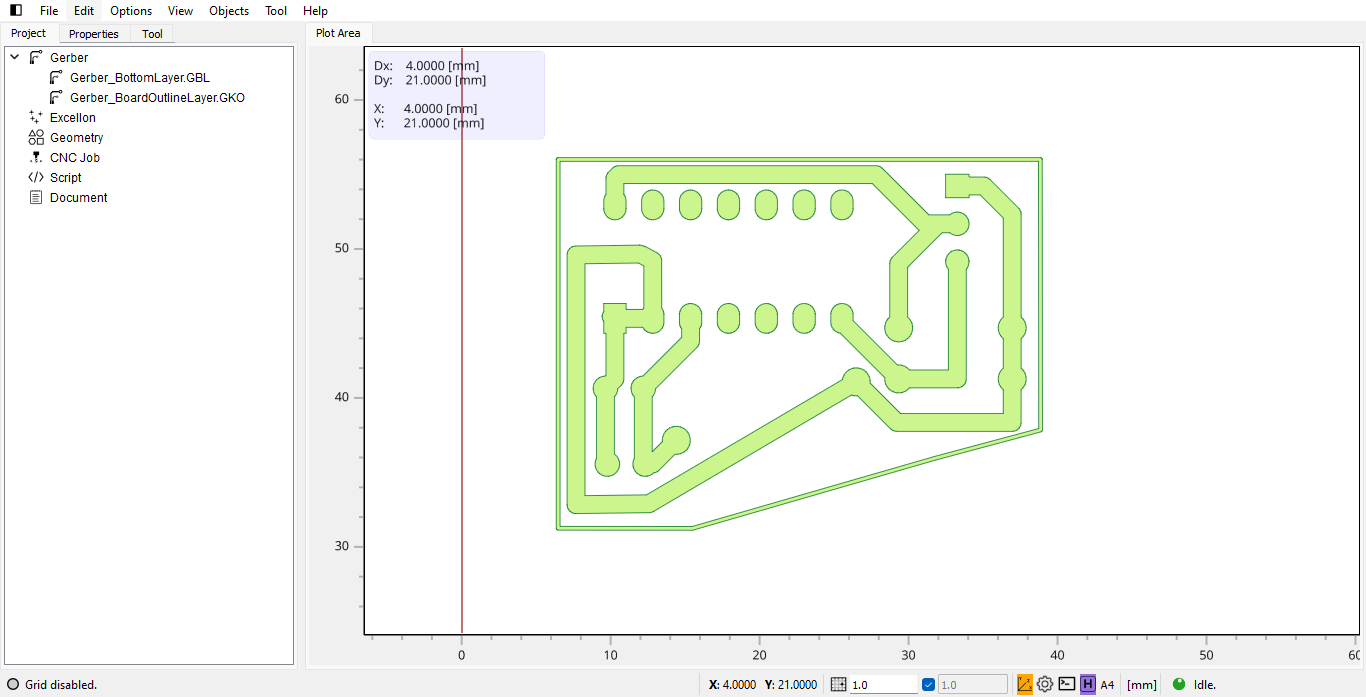 File Edit Options View Objects Tool Help
Project Properties Tool
Plot Area
Gerber
Gerber_BottomLayer.GBL
Gerber_BoardOutlineLayer.GKO
Excellon
Geometry
CNC Job
Script
Document
Dx: 4.0000 [mm]
Dy: 21.0000 [mm]
X: 4.0000 [mm]
Y: 21.0000 [mm]
60
50
40
30
0 10 20 30 40 50 60
Grid disabled.
X: 4.0000 Y: 21.0000 1.0 1.0 H A4 [mm] Idle.